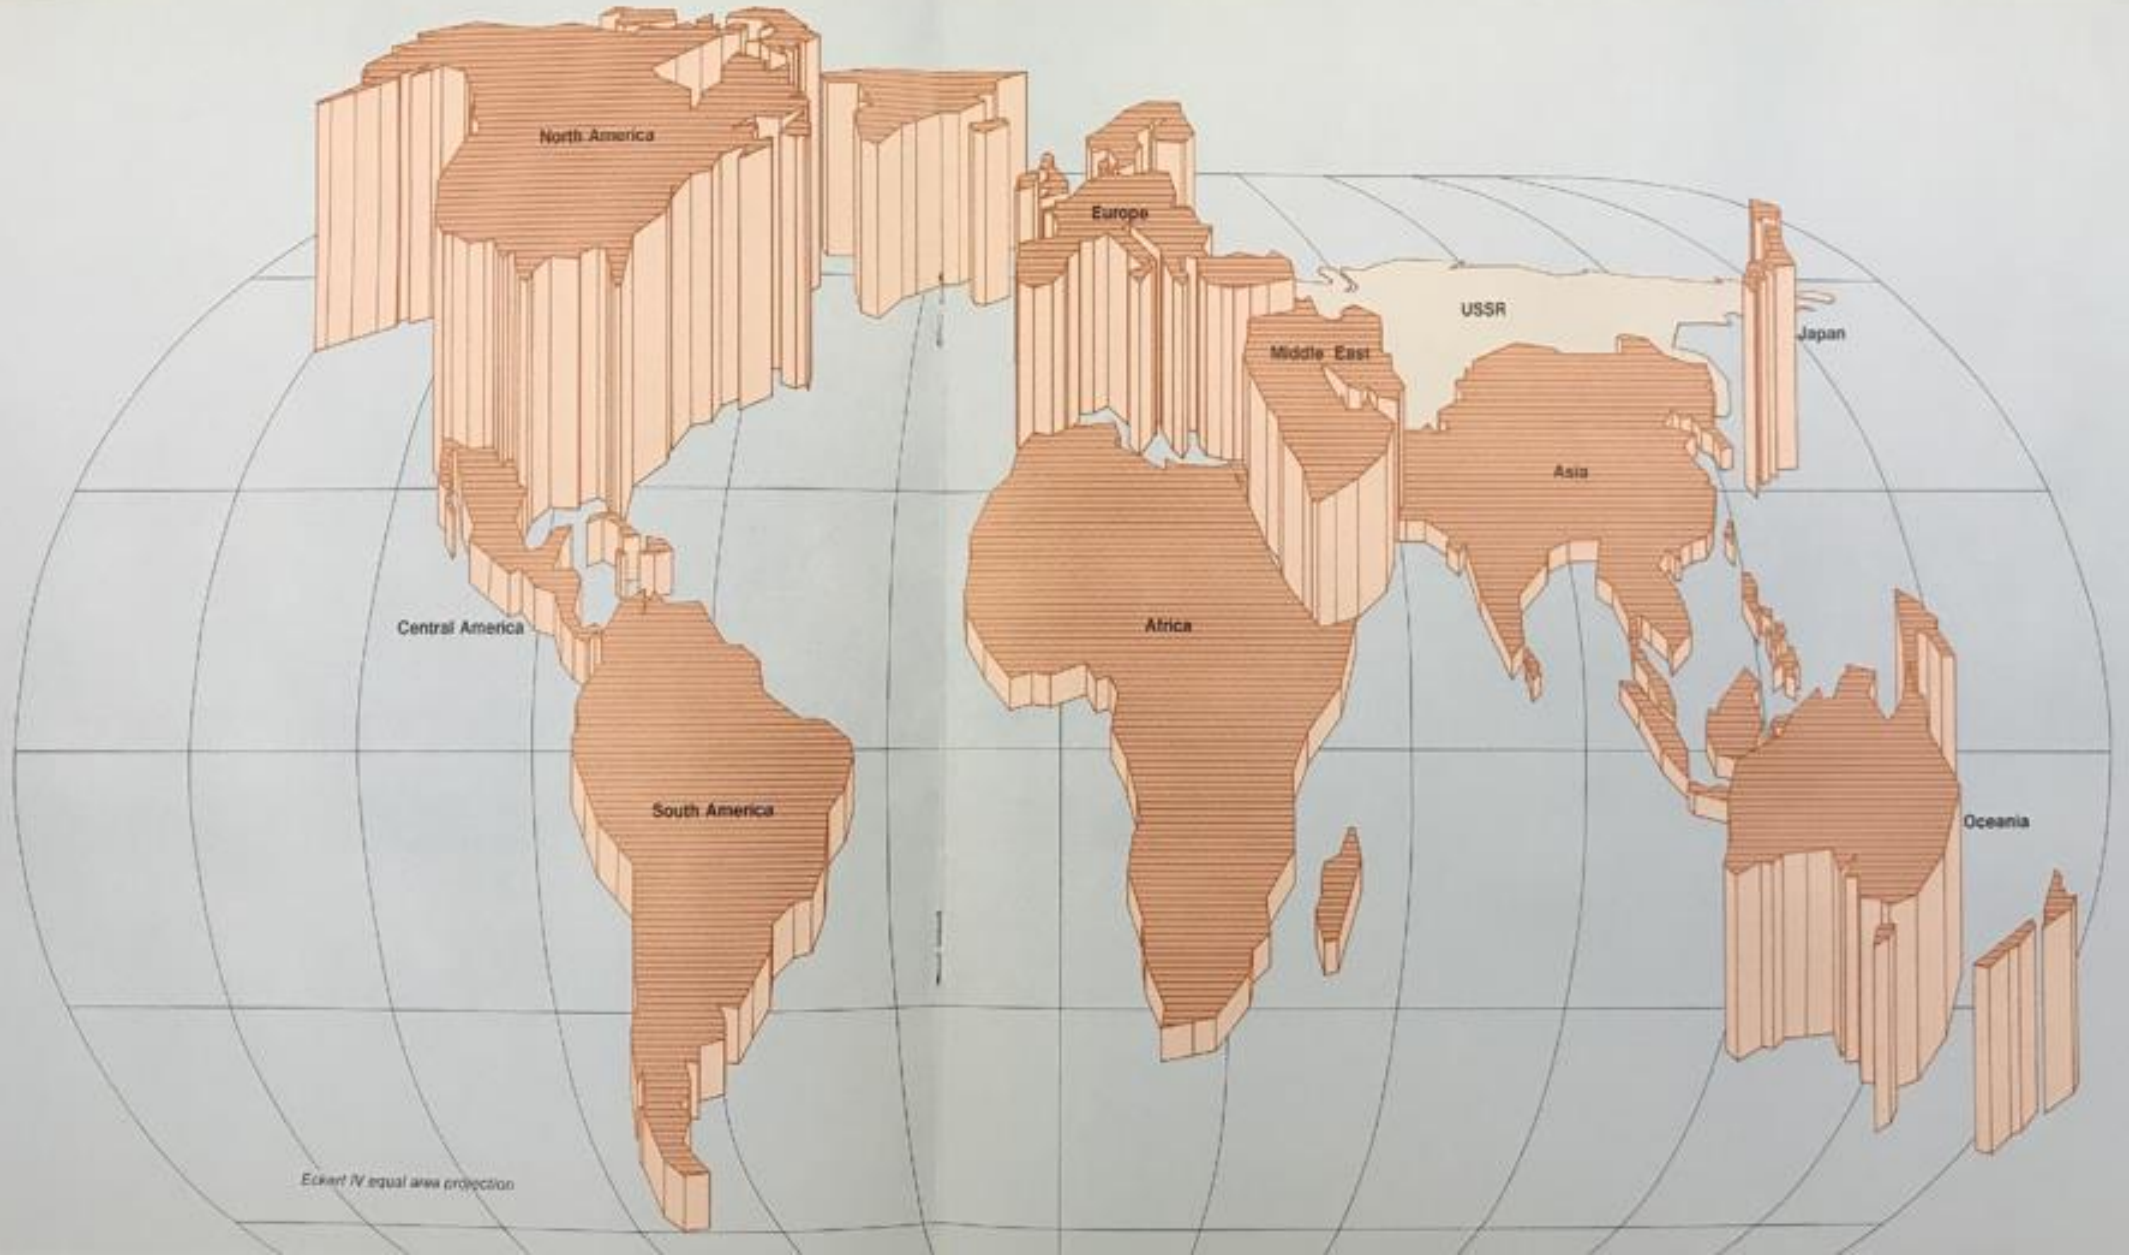 North America
Europe
USSR
Japan
Middle East
Asia
Central America
Africa
South America
Oceania
Eckert IV equal area projection